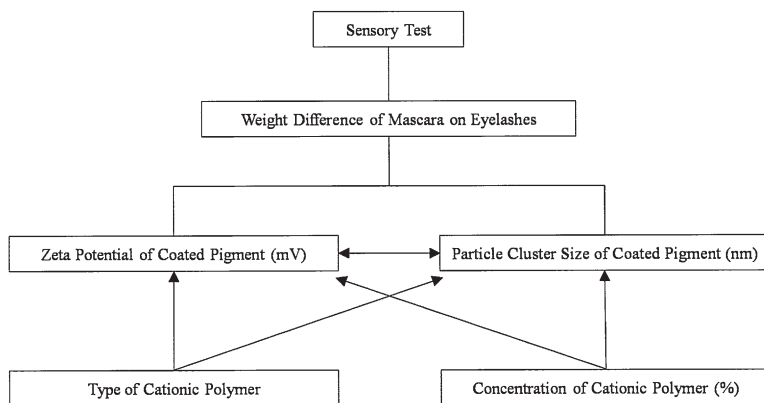 Sensory Test
Weight Difference of Mascara on Eyelashes
Zeta Potential of Coated Pigment (mV)
Particle Cluster Size of Coated Pigment (nm)
Type of Cationic Polymer
Concentration of Cationic Polymer (%)